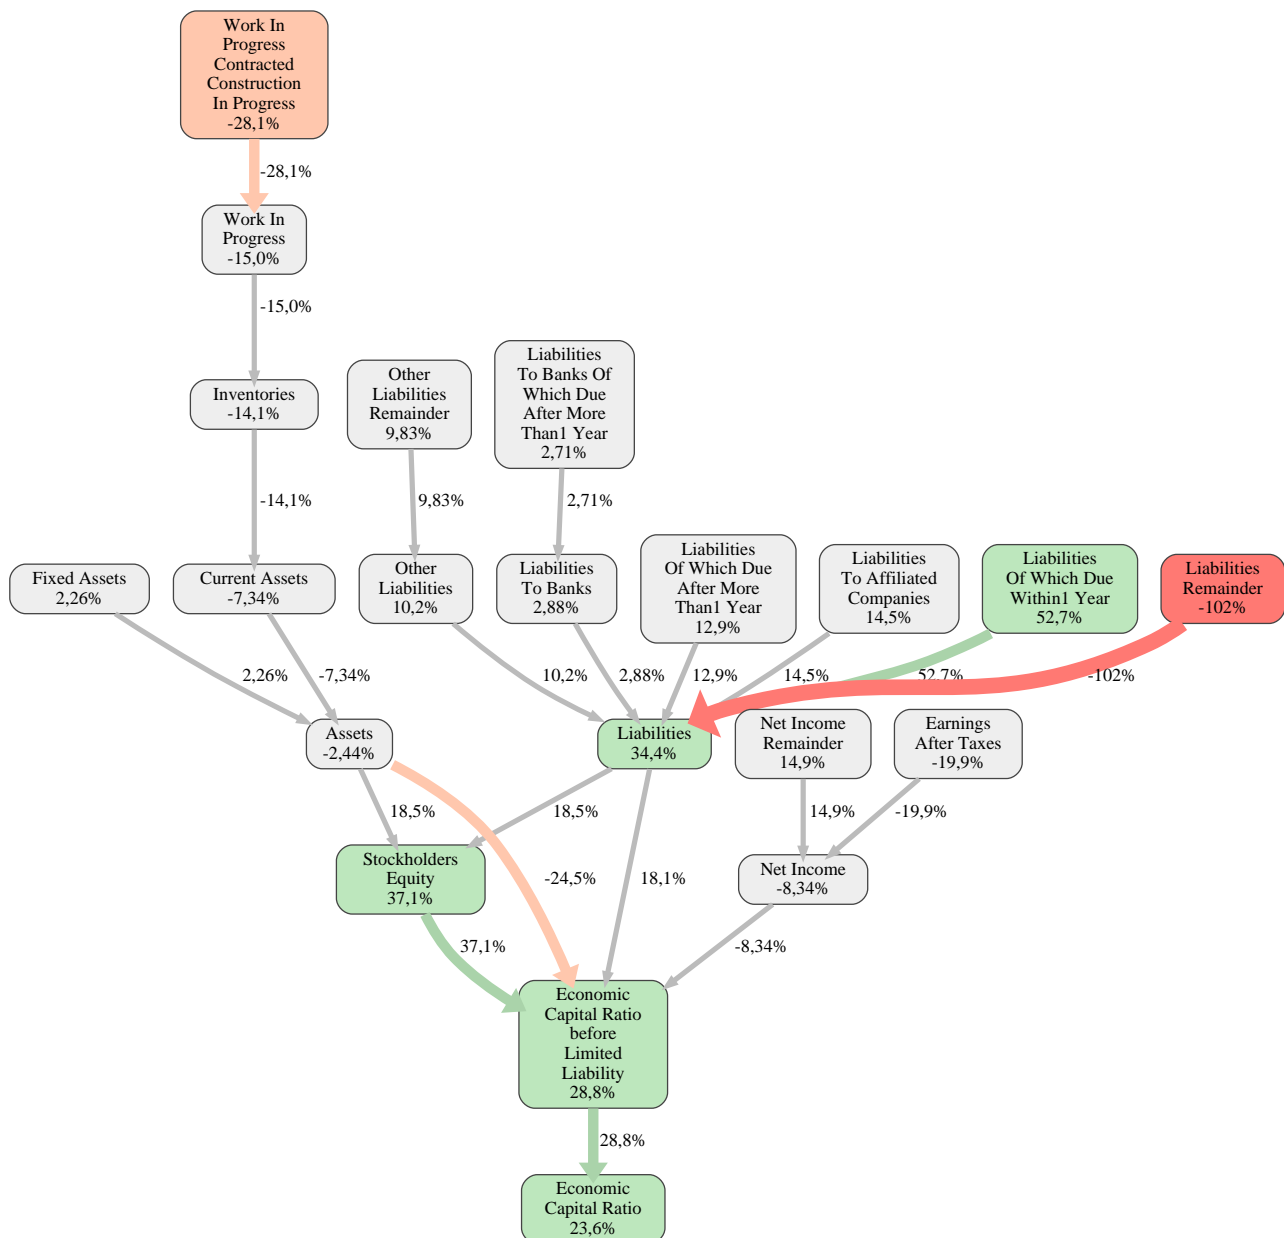 Work In
Progress
Contracted
Construction
In Progress
-28,1%
-28,1%
Work In
Progress
-15,0%
-15,0%
Inventories
-14,1%
Other
Liabilities
Remainder
9,83%
Liabilities
To Banks Of
Which Due
After More
Than1 Year
2,71%
-14,1%
9,83%
2,71%
Fixed Assets
2,26%
Current Assets
-7,34%
Other
Liabilities
10,2%
Liabilities
To Banks
2,88%
Liabilities
Of Which Due
After More
Than1 Year
12,9%
Liabilities
To Affiliated
Companies
14,5%
Liabilities
Of Which Due
Within1 Year
52,7%
Liabilities
Remainder
-102%
2,26%
-7,34%
10,2%
2,88%
12,9%
14,5%
52,7%
-102%
Assets
-2,44%
Liabilities
34,4%
Net Income
Remainder
14,9%
Earnings
After Taxes
-19,9%
18,5%
18,5%
14,9%
-19,9%
Stockholders
Equity
37,1%
-24,5%
18,1%
Net Income
-8,34%
37,1%
-8,34%
Economic
Capital Ratio
before
Limited
Liability
28,8%
28,8%
Economic
Capital Ratio
23,6%